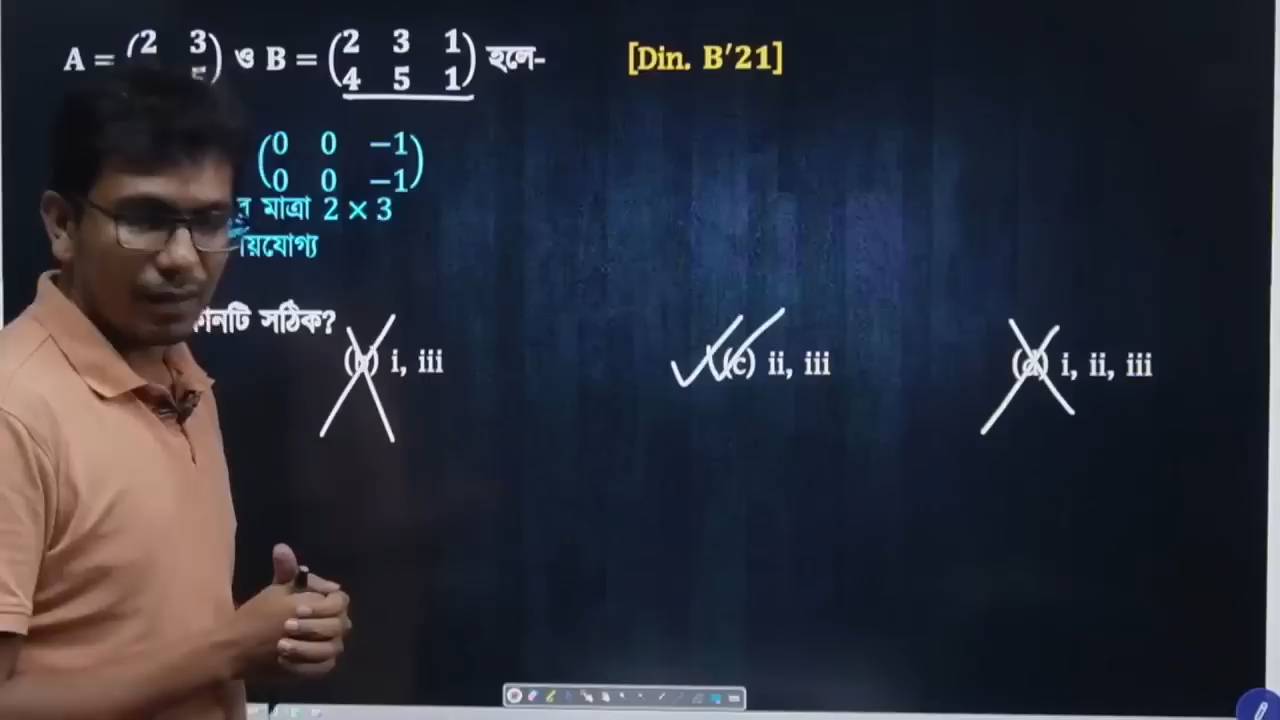 A = (2 3 5) ও B = (2 3 1 4 5 1) হলে- [Din. B'21]
(0 0 −1 0 0 −1)
র মাত্রা 2 × 3
য়যোগ্য
কোনটি সঠিক?
(b) i, iii (c) ii, iii (d) i, ii, iii